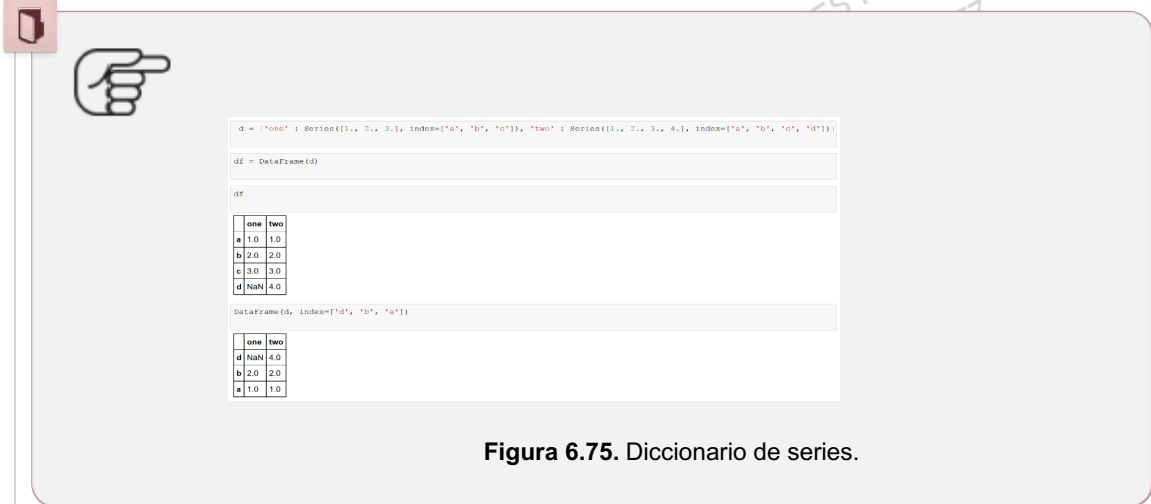 d = {'one' : Series([1., 2., 3.], index=['a', 'b', 'c']), 'two' : Series([1., 2., 3., 4.], index=['a', 'b', 'c', 'd'])}
df = DataFrame(d)
df
one two
a 1.0 1.0
b 2.0 2.0
c 3.0 3.0
d NaN 4.0
DataFrame(d, index=['d', 'b', 'a'])
one two
d NaN 4.0
b 2.0 2.0
a 1.0 1.0
Figura 6.75. Diccionario de series.